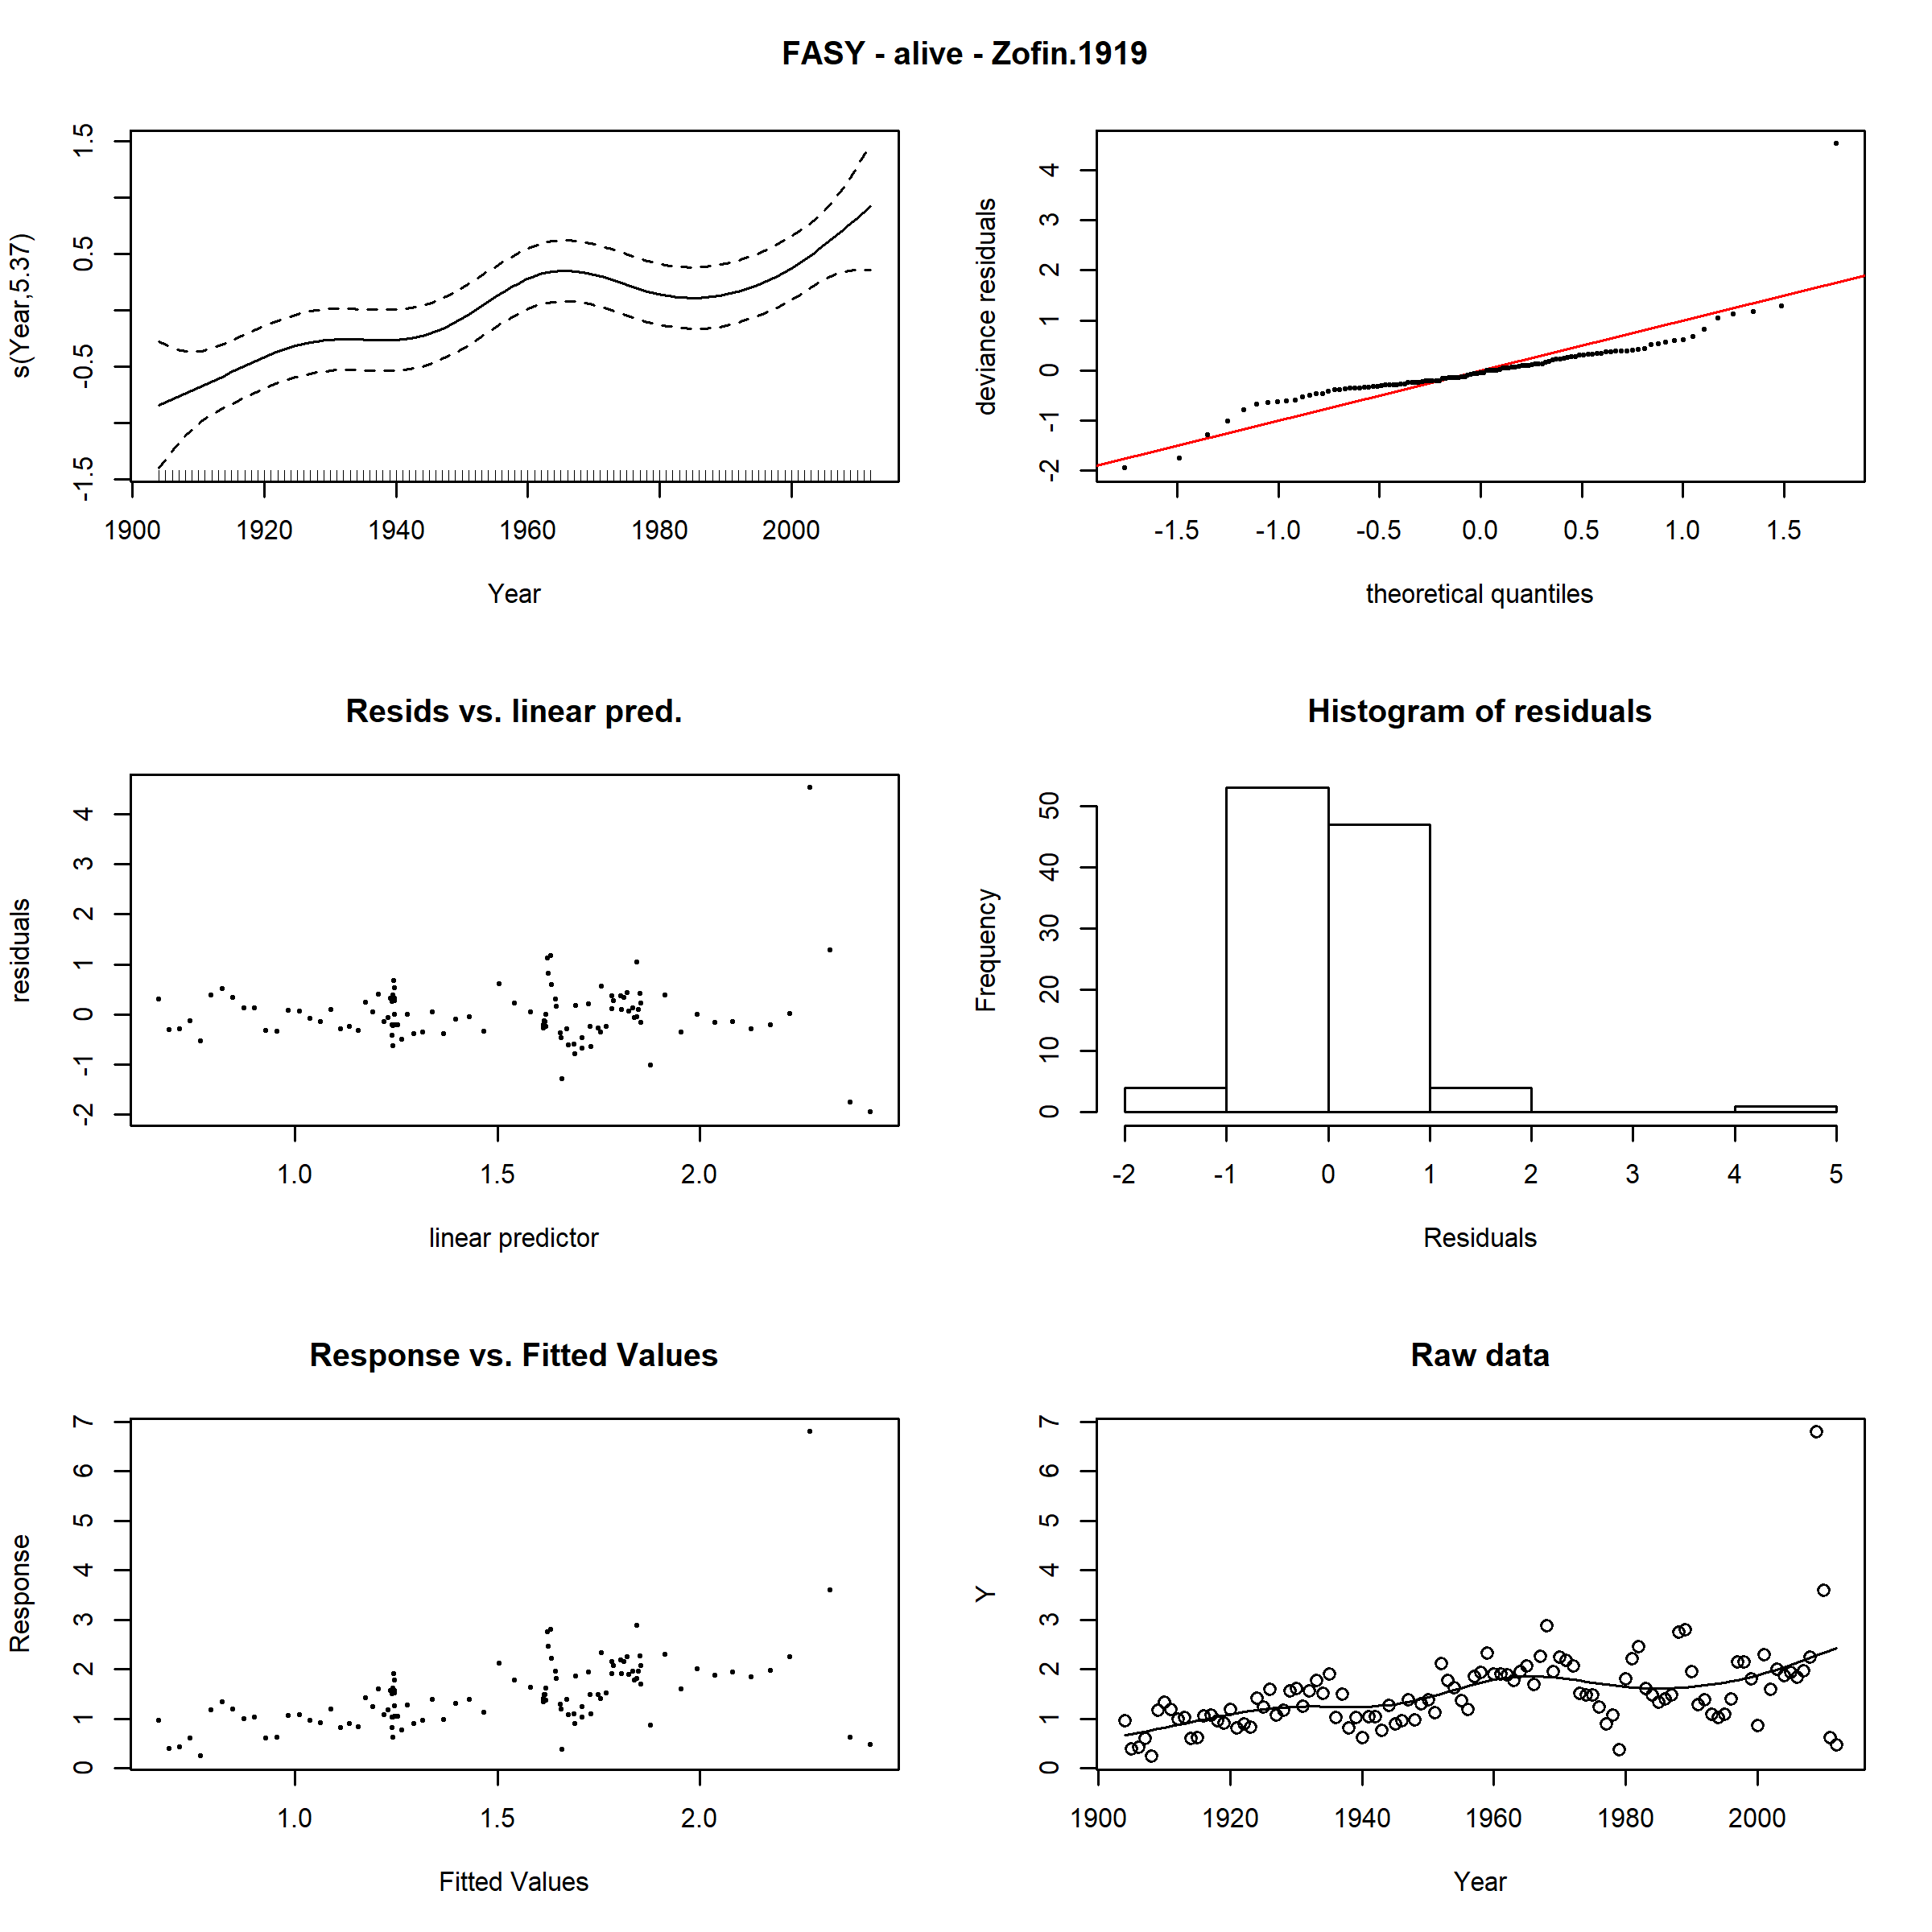 FASY - alive - Zofin.1919
s(Year,5.37)
1.5
0.5
-0.5
-1.5
1900 1920 1940 1960 1980 2000
Year
deviance residuals
4
3
2
1
0
-1
-2
-1.5 -1.0 -0.5 0.0 0.5 1.0 1.5
theoretical quantiles
Resids vs. linear pred.
residuals
4
3
2
1
0
-1
-2
1.0 1.5 2.0
linear predictor
Histogram of residuals
Frequency
50
40
30
20
10
0
-2 -1 0 1 2 3 4 5
Residuals
Response vs. Fitted Values
Response
7
6
5
4
3
2
1
0
1.0 1.5 2.0
Fitted Values
Raw data
Y
7
6
5
4
3
2
1
0
1900 1920 1940 1960 1980 2000
Year